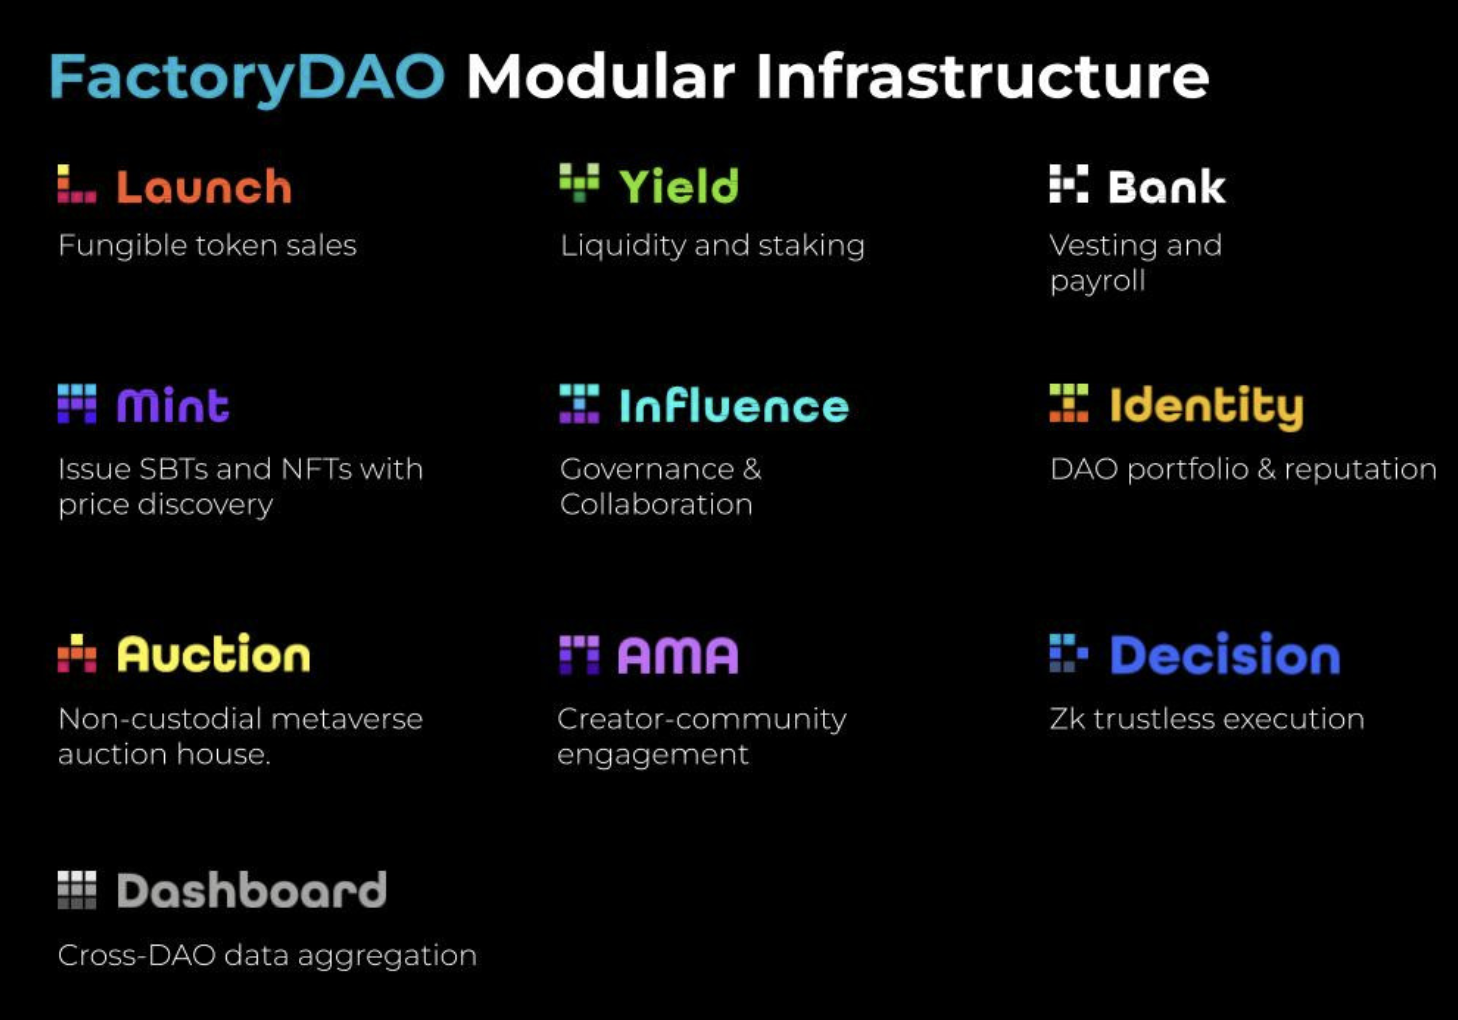 FactoryDAO Modular Infrastructure
Launch
Fungible token sales
Yield
Liquidity and staking
Bank
Vesting and
payroll
Mint
Issue SBTs and NFTs with
price discovery
Influence
Governance &
Collaboration
Identity
DAO portfolio & reputation
Auction
Non-custodial metaverse
auction house.
AMA
Creator-community
engagement
Decision
Zk trustless execution
Dashboard
Cross-DAO data aggregation